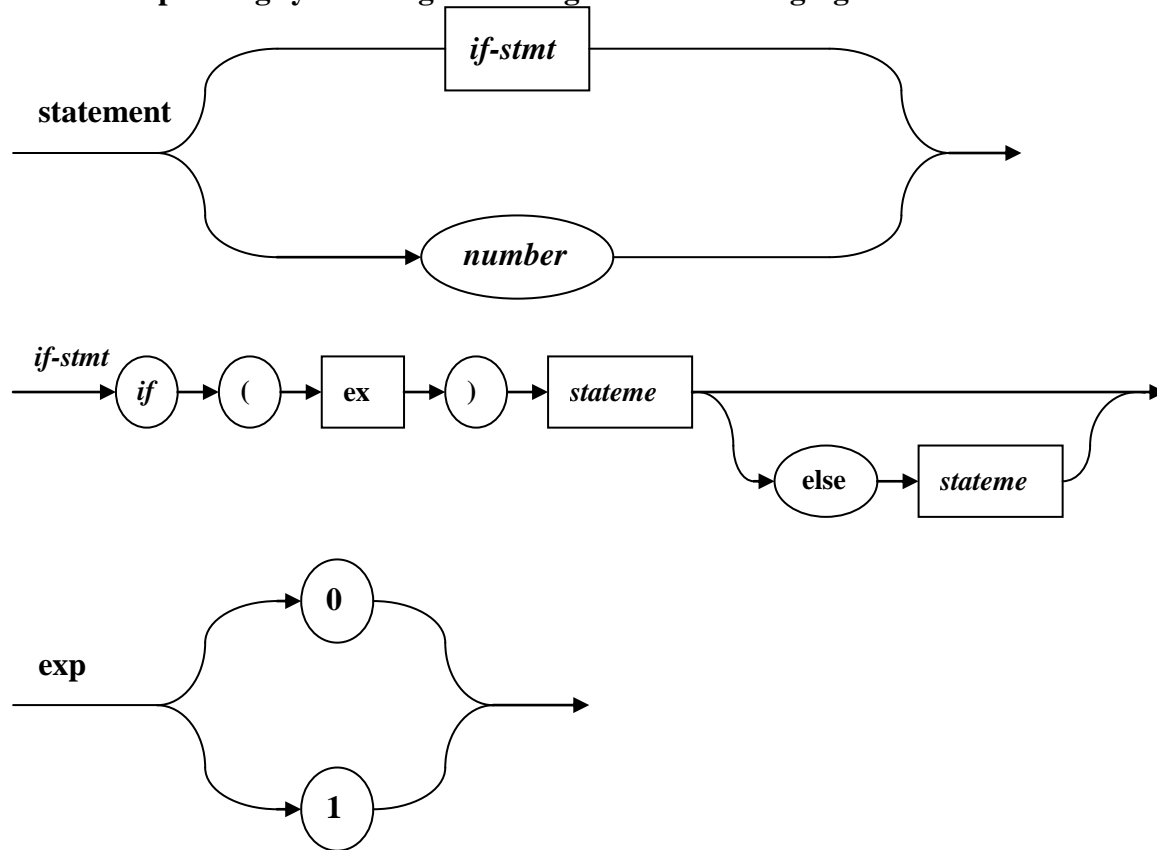 if-stmt
statement
number
if-stmt
if ( ex ) stateme
else stateme
0
exp
1